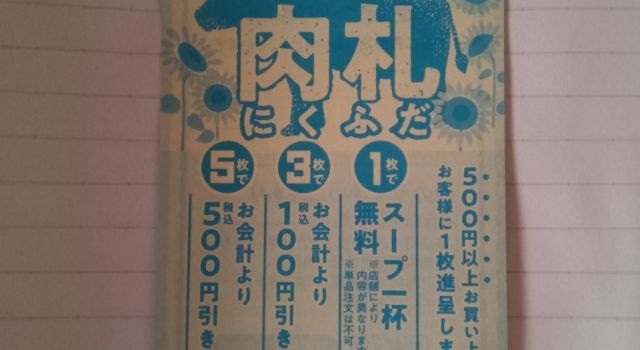 肉札
にくふだ
500円以上お買い上
お客様に1枚進呈しま
1枚で
スープ一杯
無料
※店舗により
内容が異なります
※単品注文は不可
3枚で
お会計より
税込
100円引き
5枚で
お会計より
税込
500円引き